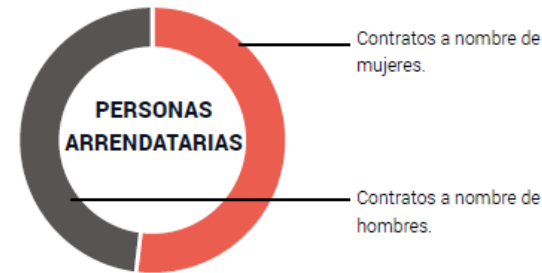 Contratos a nombre de
mujeres.
PERSONAS
ARRENDATARIAS
Contratos a nombre de
hombres.